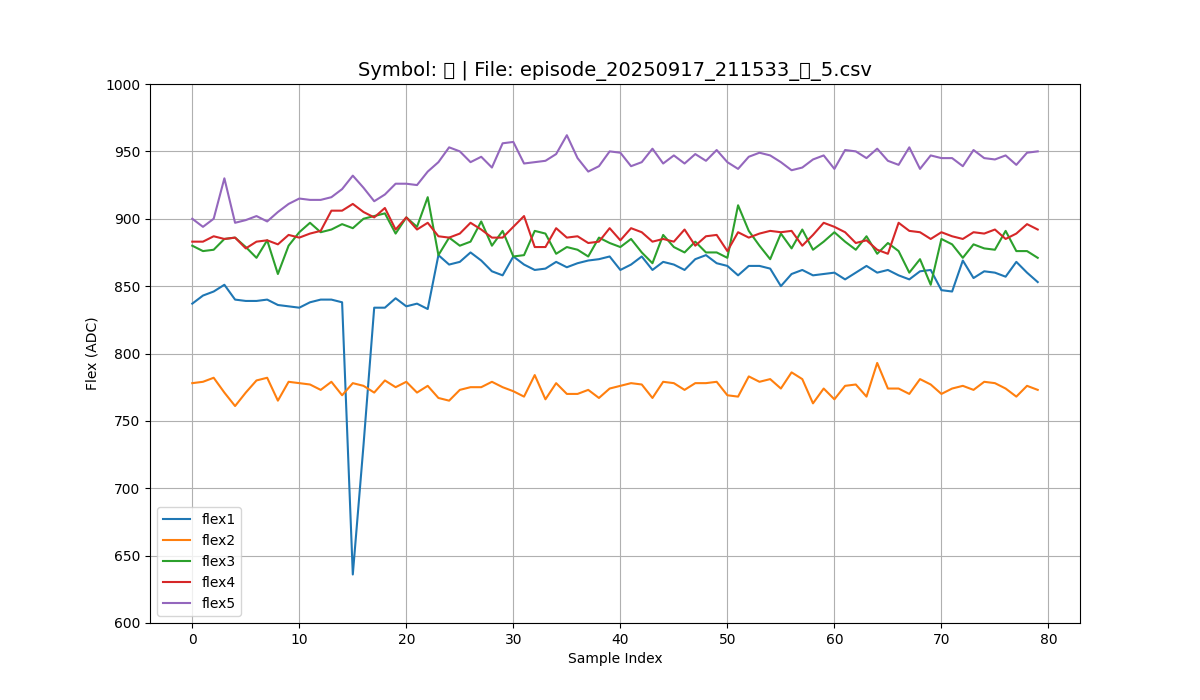 Symbol: ▯ | File: episode_20250917_211533_▯_5.csv
1000
950
900
850
800
750
700
650
600
Flex (ADC)
flex1
flex2
flex3
flex4
flex5
0 10 20 30 40 50 60 70 80
Sample Index